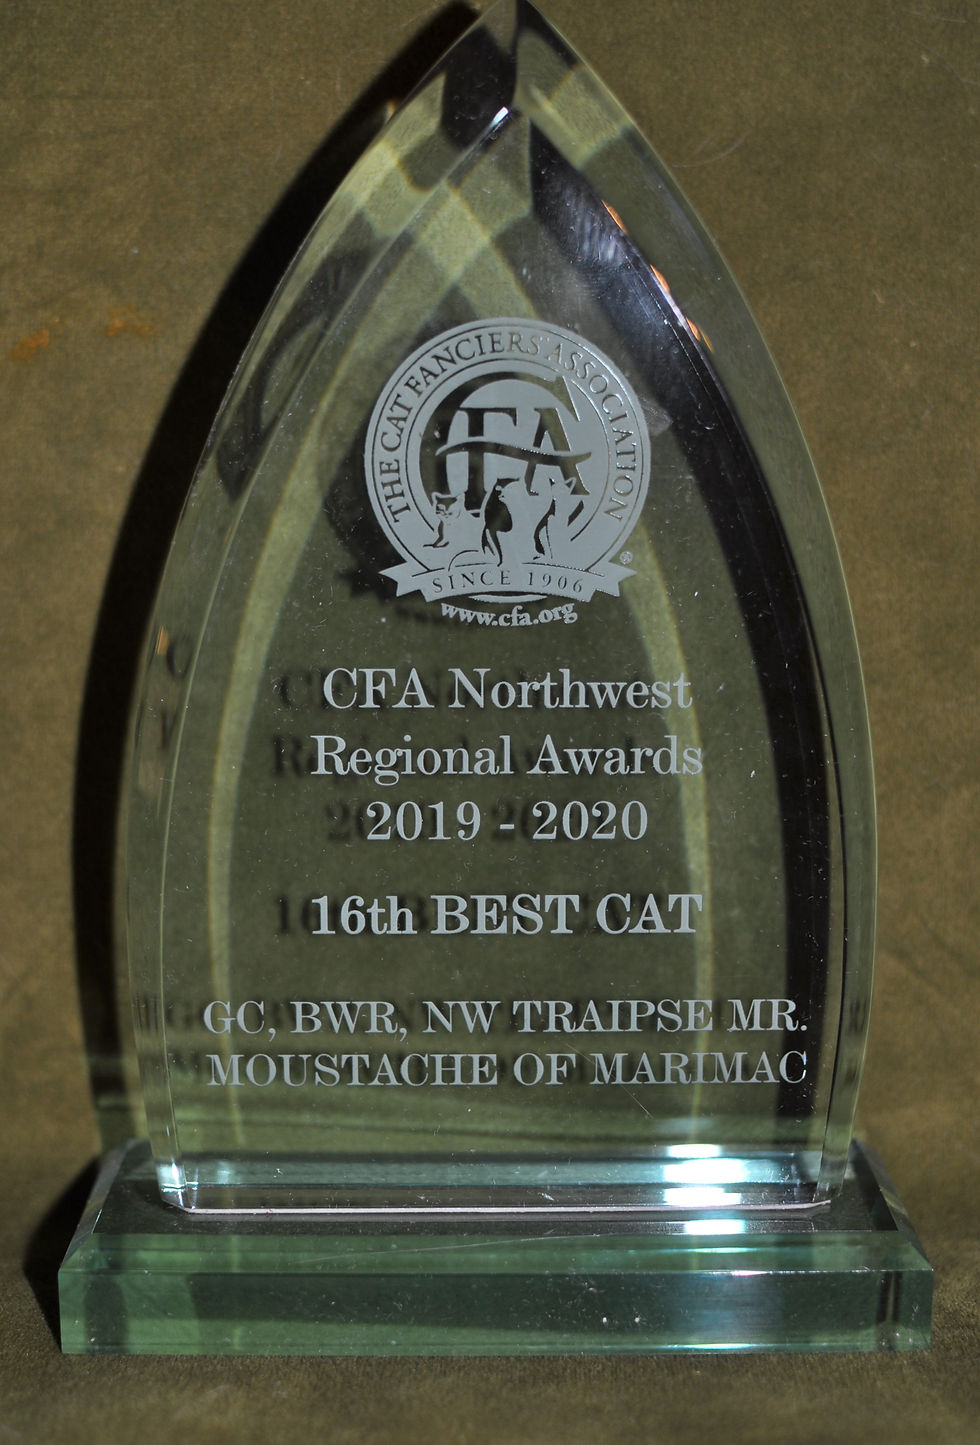 THE CAT FANCIERS' ASSOCIATION
CFA
®
SINCE 1906
www.cfa.org
CFA Northwest
Regional Awards
2019 - 2020
16th BEST CAT
GC, BWR, NW TRAIPSE MR.
MOUSTACHE OF MARIMAC